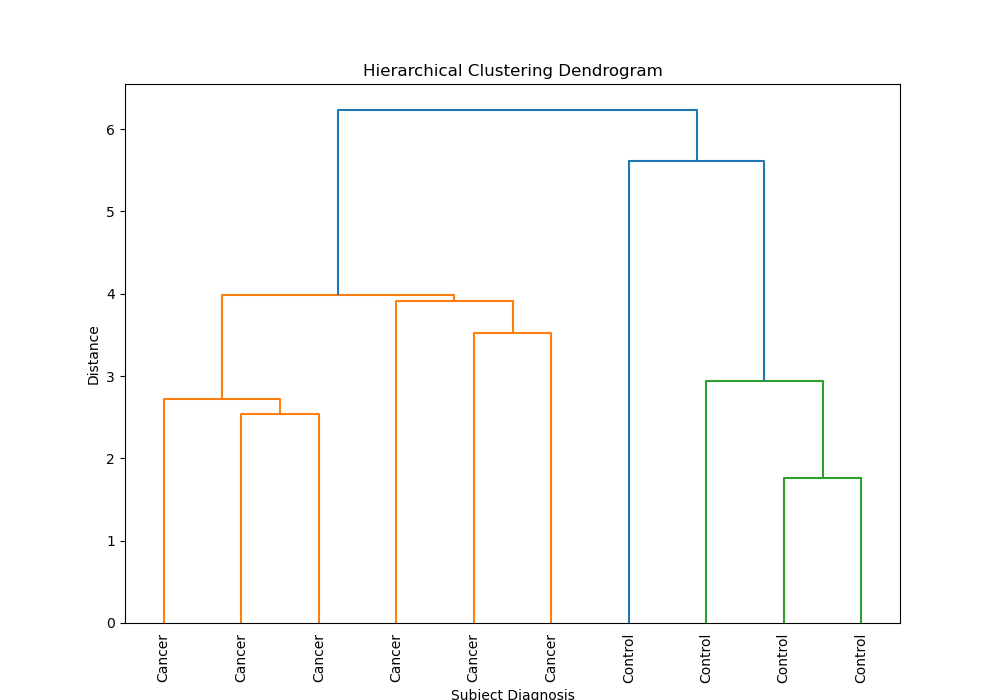 Hierarchical Clustering Dendrogram
6
5
4
3
2
1
0
Distance
Cancer
Cancer
Cancer
Cancer
Cancer
Cancer
Control
Control
Control
Control
Subject Diagnosis